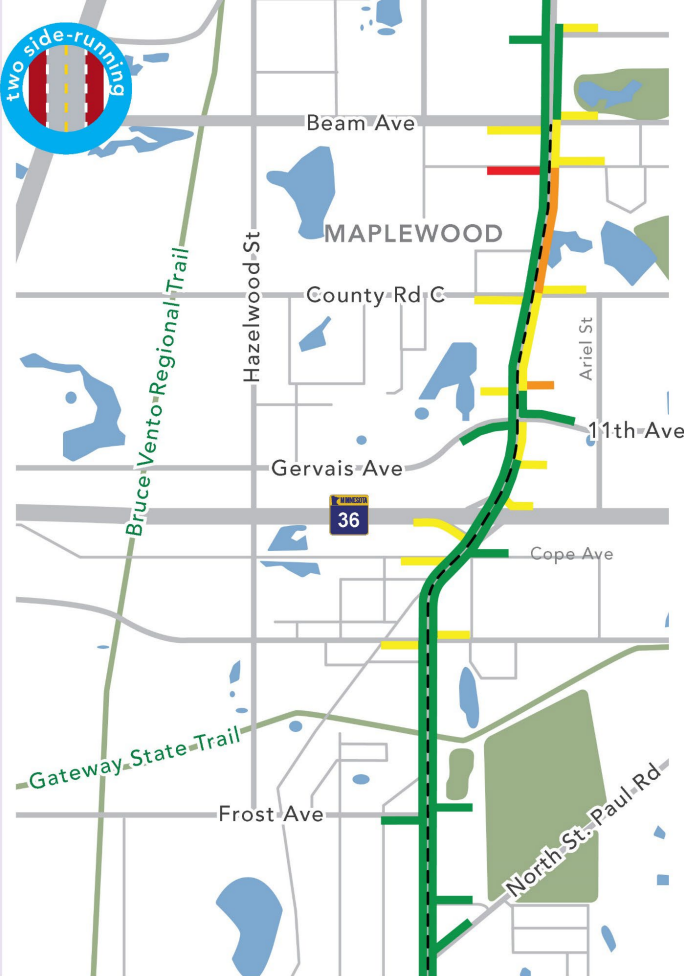 two side-running
Beam Ave
MAPLEWOOD
Bruce Vento Regional Trail
Hazelwood St
County Rd C
Ariel St
11th Ave
Gervais Ave
MINNESOTA
36
Cope Ave
Gateway State Trail
Frost Ave
North St. Paul Rd